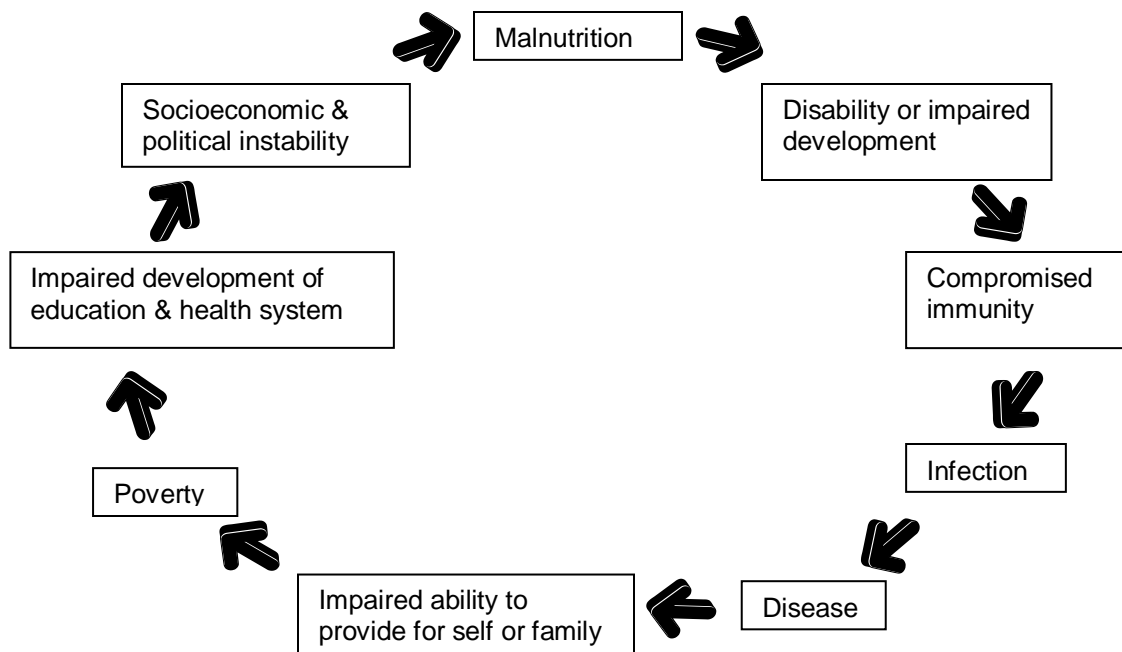 Malnutrition
Disability or impaired
development
Compromised
immunity
Infection
Disease
Impaired ability to
provide for self or family
Poverty
Impaired development of
education & health system
Socioeconomic &
political instability